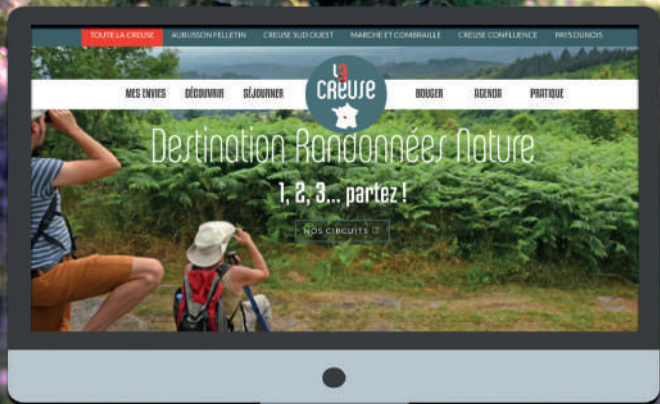 TOUTE LA CREUSE AUBUSSON FELLETIN CREUSE SUD OUEST MARCHE ET COMBRAILLE CREUSE CONFLUENCE PAYS DUNOIS
MES ENVIES DÉCOUVRIR SÉJOURNER
La
CReUse
BOUGER AGENDA PRATIQUE
Destination Randonnées Nature
1, 2, 3... partez !
NOS CIRCUITS